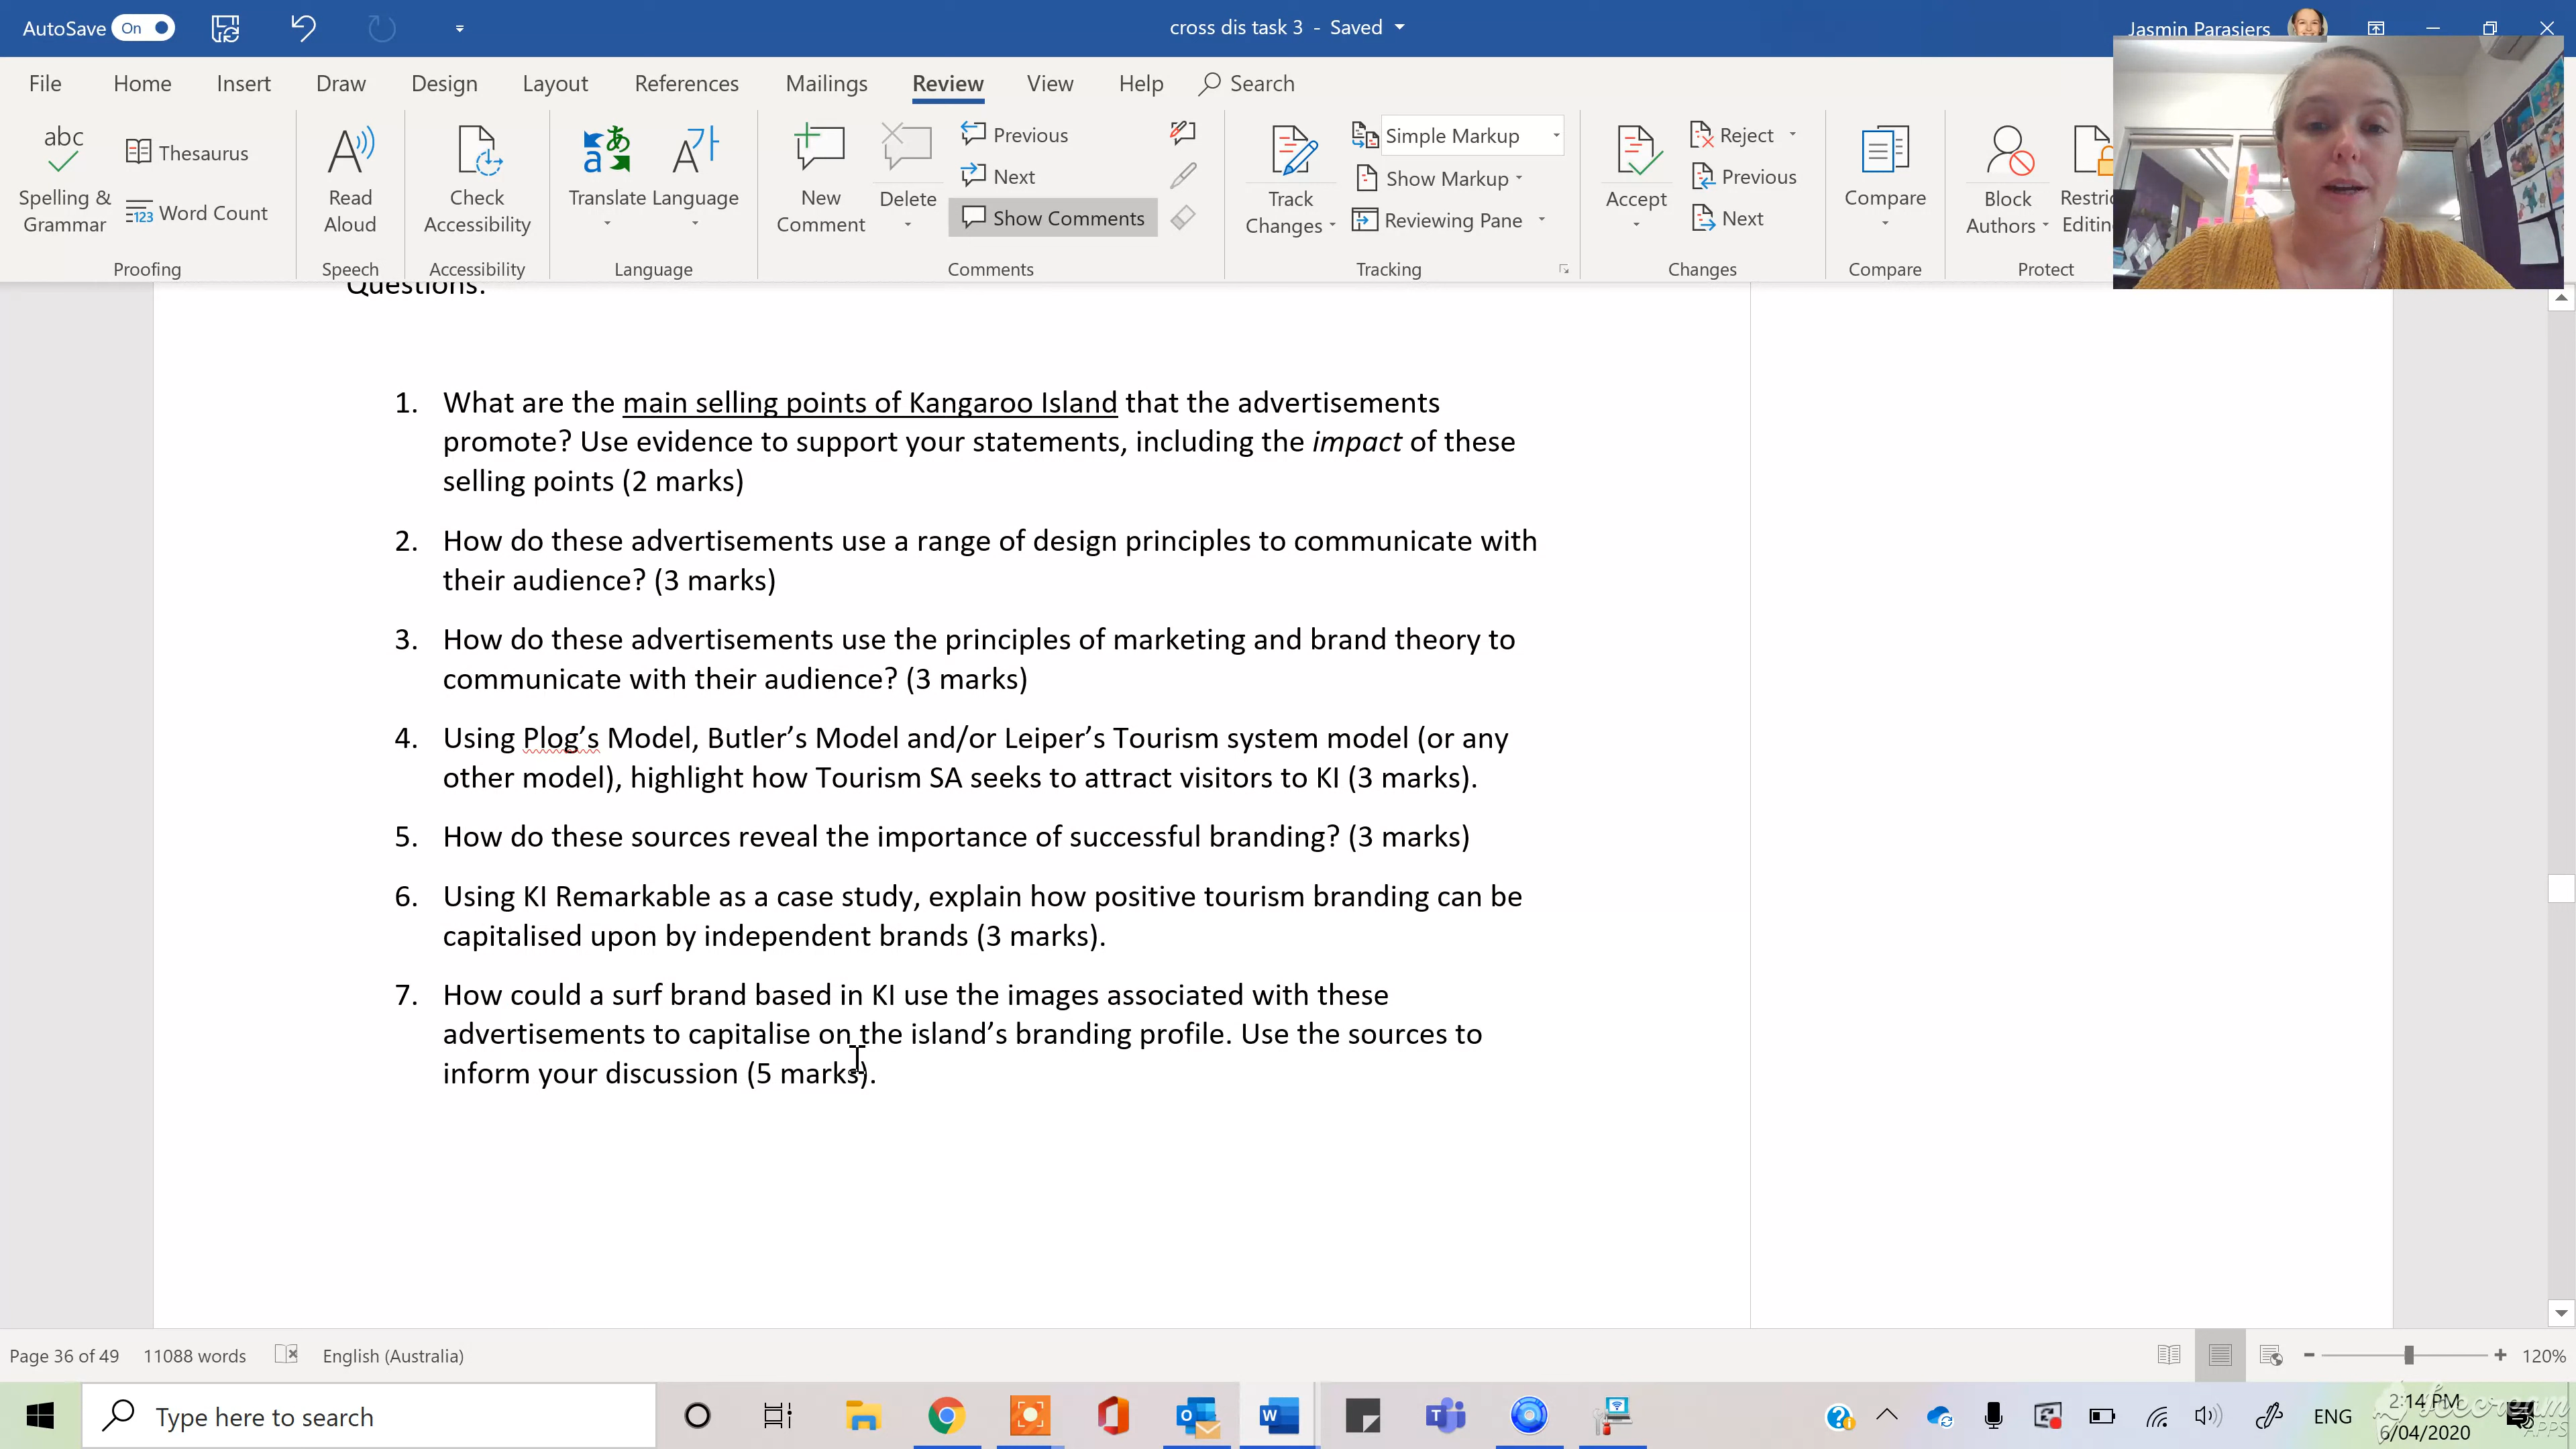 AutoSave On
cross dis task 3 - Saved
Jasmin Parasiers
File Home Insert Draw Design Layout References Mailings Review View Help Search
abc
Spelling &
Grammar
Thesaurus
123 Word Count
Proofing
Read
Aloud
Speech
Check
Accessibility
Accessibility
Translate
Language
Language
New
Comment
Delete
Previous
Next
Show Comments
Comments
Track
Changes
Simple Markup
Show Markup
Reviewing Pane
Tracking
Accept
Reject
Previous
Next
Changes
Compare
Compare
Block
Authors
Restri
Editin
Protect
Questions:
1. What are the main selling points of Kangaroo Island that the advertisements
promote? Use evidence to support your statements, including the impact of these
selling points (2 marks)
2. How do these advertisements use a range of design principles to communicate with
their audience? (3 marks)
3. How do these advertisements use the principles of marketing and brand theory to
communicate with their audience? (3 marks)
4. Using Plog’s Model, Butler’s Model and/or Leiper’s Tourism system model (or any
other model), highlight how Tourism SA seeks to attract visitors to KI (3 marks).
5. How do these sources reveal the importance of successful branding? (3 marks)
6. Using KI Remarkable as a case study, explain how positive tourism branding can be
capitalised upon by independent brands (3 marks).
7. How could a surf brand based in KI use the images associated with these
advertisements to capitalise on the island’s branding profile. Use the sources to
inform your discussion (5 marks).
Page 36 of 49 11088 words English (Australia)
120%
Type here to search
ENG
2:14 PM
6/04/2020